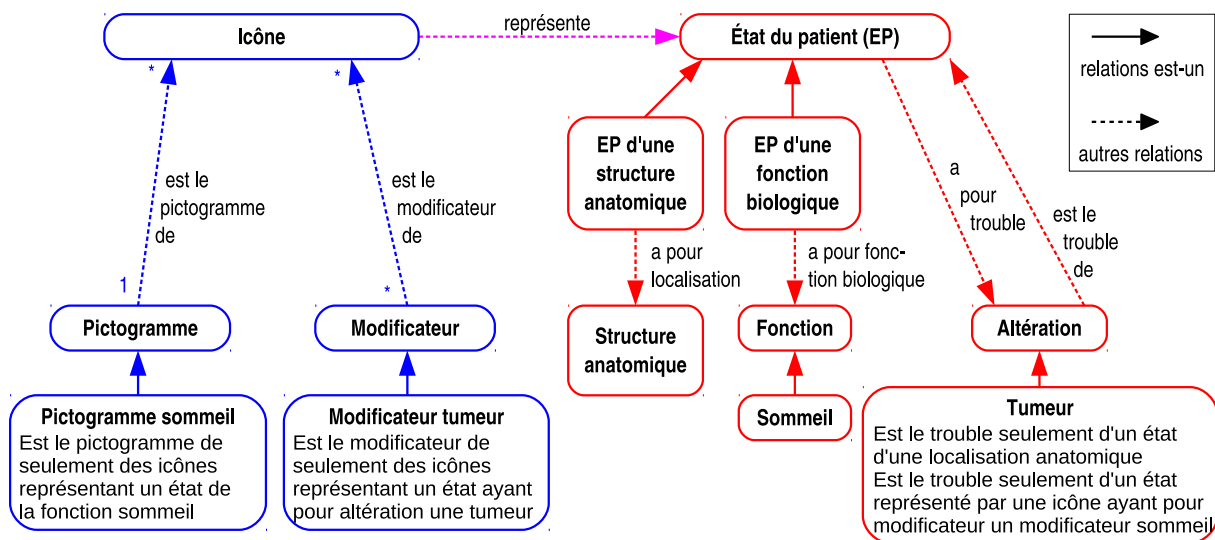 Icône
représente
État du patient (EP)
relations est-un
autres relations
*
*
est le
pictogramme
de
est le
modificateur
de
EP d'une
structure
anatomique
EP d'une
fonction
biologique
a
pour
trouble
est le
trouble
de
a pour
localisation
a pour fonc-
tion biologique
1
*
Pictogramme
Modificateur
Structure
anatomique
Fonction
Altération
Pictogramme sommeil
Est le pictogramme de
seulement des icônes
représentant un état de
la fonction sommeil
Modificateur tumeur
Est le modificateur de
seulement des icônes
représentant un état ayant
pour altération une tumeur
Sommeil
Tumeur
Est le trouble seulement d'un état
d'une localisation anatomique
Est le trouble seulement d'un état
représenté par une icône ayant pour
modificateur un modificateur sommeil